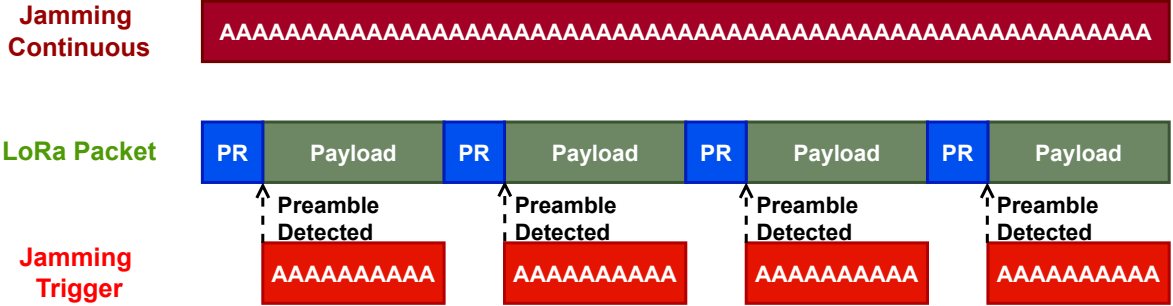 Jamming
Continuous
AAAAAAAAAAAAAAAAAAAAAAAAAAAAAAAAAAAAAAAAAAAAAAAAAAAAAAAAA
LoRa Packet
PR Payload PR Payload PR Payload PR Payload
Preamble Preamble Preamble Preamble
Detected Detected Detected Detected
Jamming
Trigger
AAAAAAAAAA AAAAAAAAAA AAAAAAAAAA AAAAAAAAAA